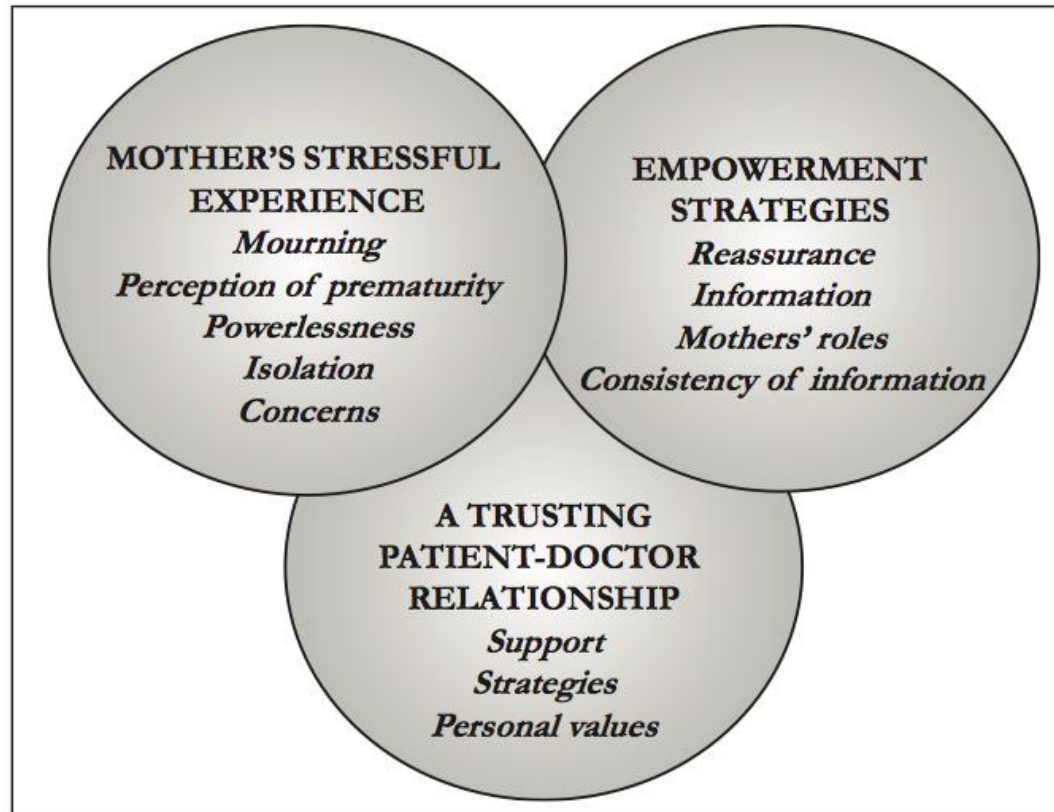 MOTHER’S STRESSFUL
EXPERIENCE
Mourning
Perception of prematurity
Powerlessness
Isolation
Concerns
EMPOWERMENT
STRATEGIES
Reassurance
Information
Mothers’ roles
Consistency of information
A TRUSTING
PATIENT-DOCTOR
RELATIONSHIP
Support
Strategies
Personal values